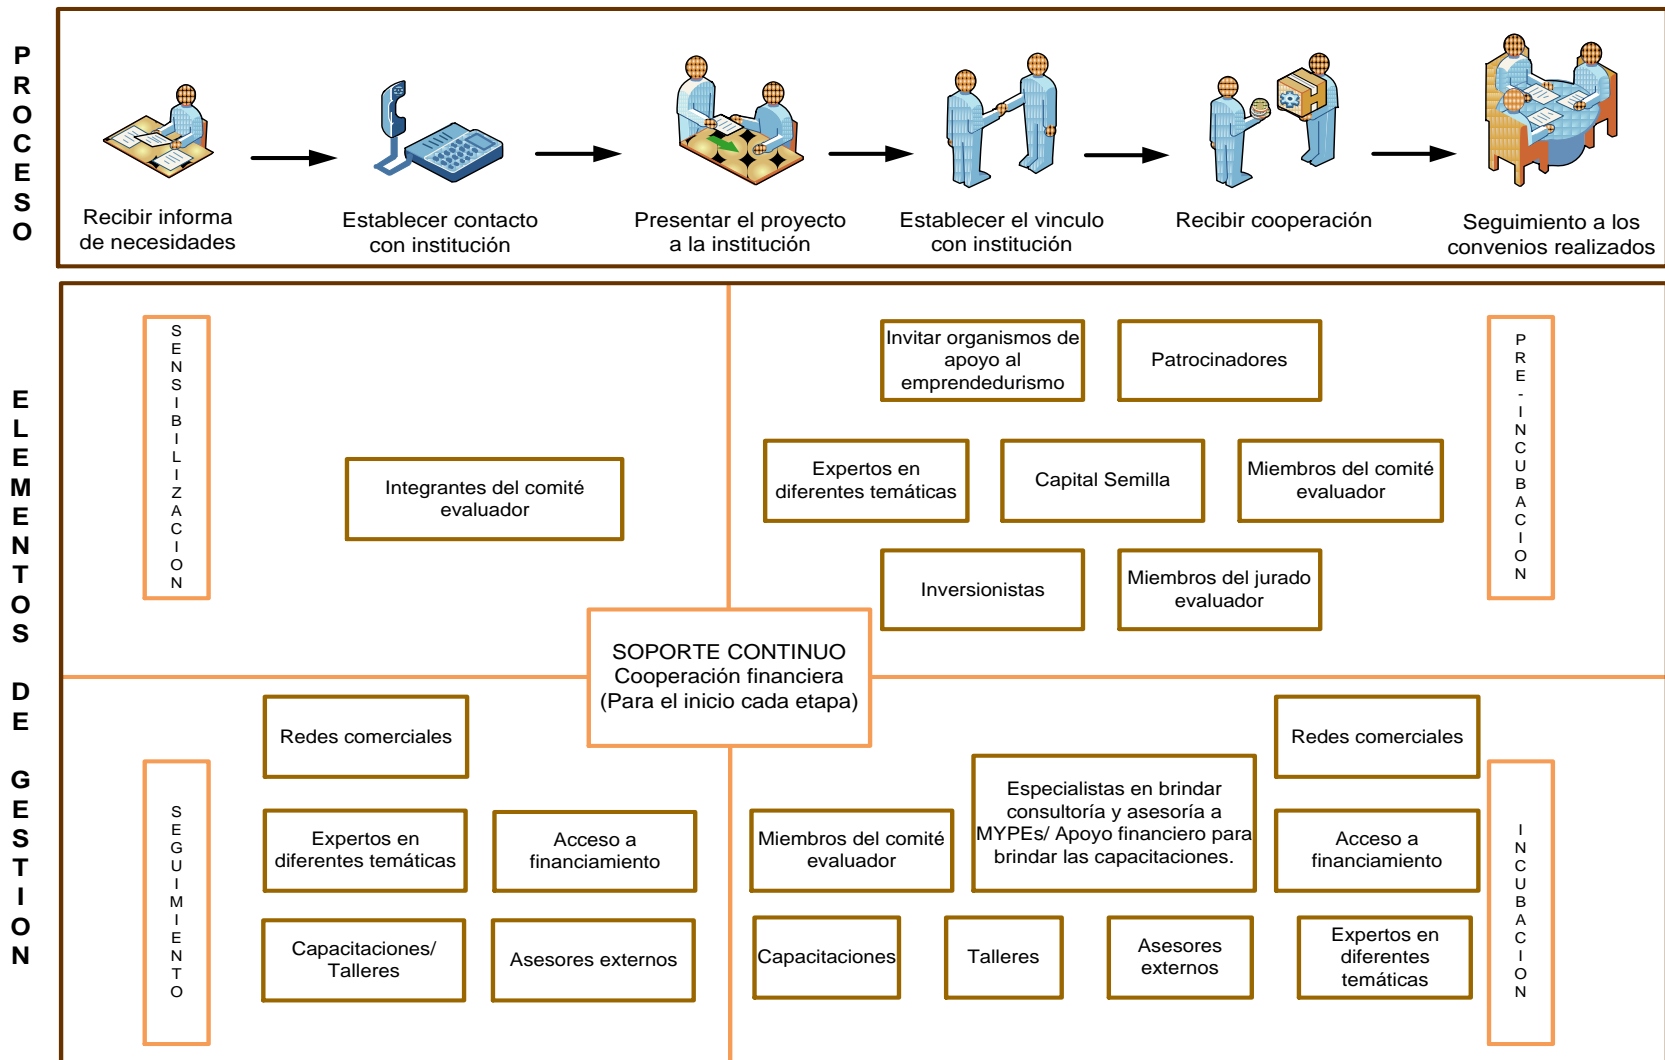 PROCESO
Recibir informa
de necesidades
Establecer contacto
con institución
Presentar el proyecto
a la institución
Establecer el vinculo
con institución
Recibir cooperación
Seguimiento a los
convenios realizados
ELEMENTOS DE GESTION
SENSIBILIZACION
Integrantes del comité
evaluador
PRE-INCUBACION
Invitar organismos de
apoyo al
emprendedurismo
Patrocinadores
Expertos en
diferentes temáticas
Capital Semilla
Miembros del comité
evaluador
Inversionistas
Miembros del jurado
evaluador
SOPORTE CONTINUO
Cooperación financiera
(Para el inicio cada etapa)
SEGUIMIENTO
Redes comerciales
Expertos en
diferentes temáticas
Acceso a
financiamiento
Capacitaciones/
Talleres
Asesores externos
INCUBACION
Redes comerciales
Especialistas en brindar
consultoría y asesoría a
MYPEs/ Apoyo financiero para
brindar las capacitaciones.
Miembros del comité
evaluador
Acceso a
financiamiento
Capacitaciones
Talleres
Asesores
externos
Expertos en
diferentes
temáticas